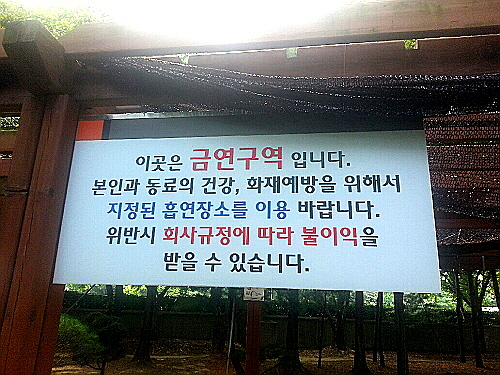 이곳은 금연구역 입니다.
본인과 동료의 건강, 화재예방을 위해서
지정된 흡연장소를 이용 바랍니다.
위반시 회사규정에 따라 불이익을
받을 수 있습니다.